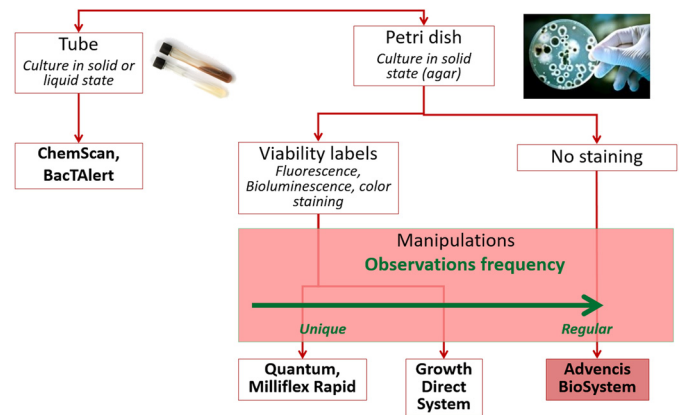 Tube
Culture in solid or
liquid state
Petri dish
Culture in solid
state (agar)
ChemScan,
BacTAlert
Viability labels
Fluorescence,
Bioluminescence, color
staining
No staining
Manipulations
Observations frequency
Unique
Regular
Quantum,
Milliflex Rapid
Growth
Direct
System
Advencis
BioSystem